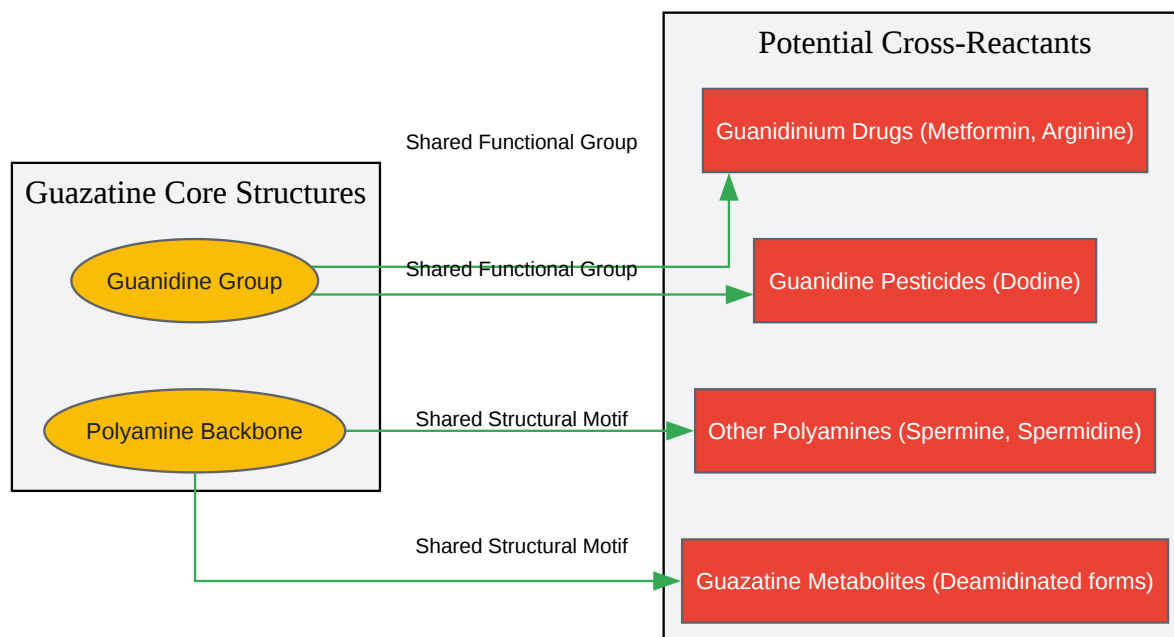 Potential Cross-Reactants
Guanidinium Drugs (Metformin, Arginine)
Shared Functional Group
Guazatine Core Structures
Guanidine Group
Shared Functional Group
Guanidine Pesticides (Dodine)
Polyamine Backbone
Shared Structural Motif
Other Polyamines (Spermine, Spermidine)
Shared Structural Motif
Guazatine Metabolites (Deamidinated forms)